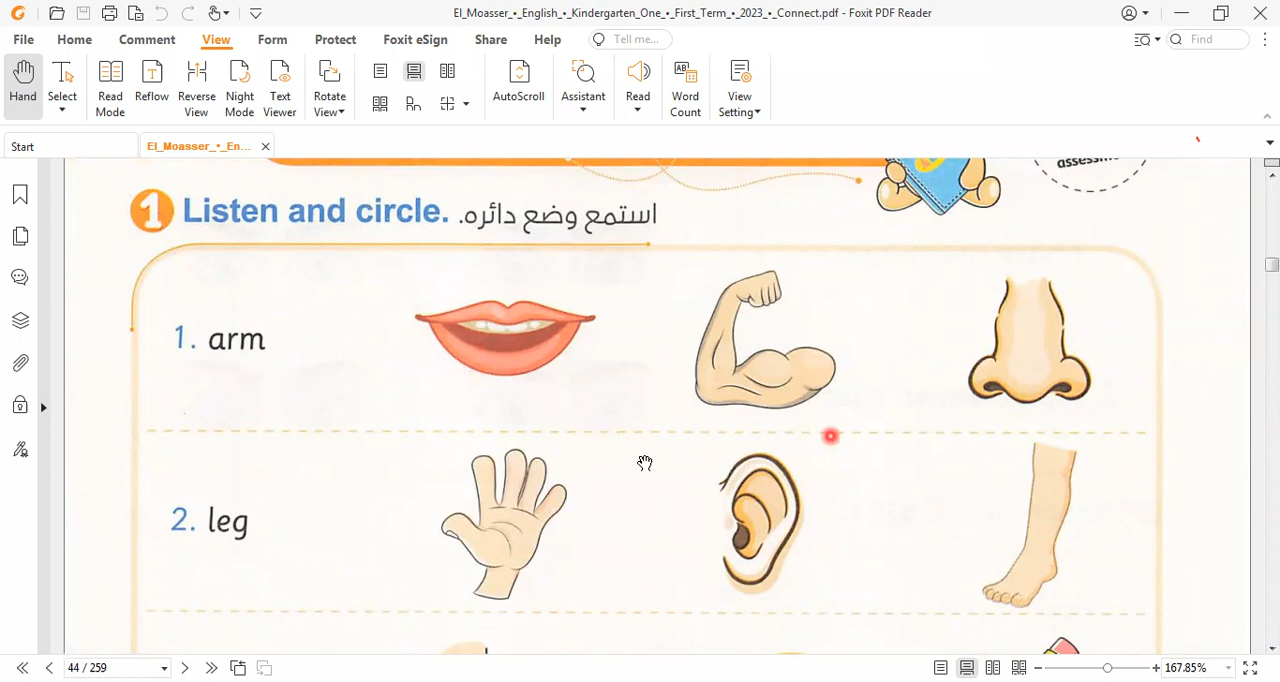 El_Moasser_•_English_•_Kindergarten_One_•_First_Term_•_2023_•_Connect.pdf - Foxit PDF Reader
File Home Comment View Form Protect Foxit eSign Share Help Tell me... Find
Hand Select Read Mode Reflow Reverse View Night Mode Text Viewer Rotate View AutoScroll Assistant Read Word Count View Setting
Start El_Moasser_•_En...
assessment
1 Listen and circle. استمع وضع دائره.
1. arm
2. leg
44 / 259 167.85%